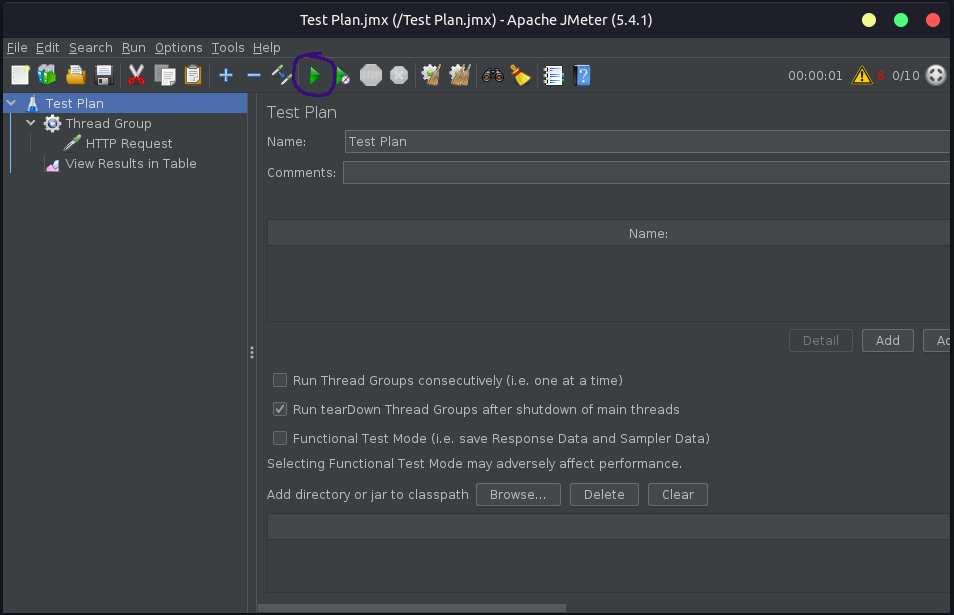 Test Plan.jmx (/Test Plan.jmx) - Apache JMeter (5.4.1)
File Edit Search Run Options Tools Help
STOP 00:00:01 6 0/10
Test Plan
Thread Group
HTTP Request
View Results in Table
Test Plan
Name: Test Plan
Comments:
Name:
Detail Add Ad
Run Thread Groups consecutively (i.e. one at a time)
Run tearDown Thread Groups after shutdown of main threads
Functional Test Mode (i.e. save Response Data and Sampler Data)
Selecting Functional Test Mode may adversely affect performance.
Add directory or jar to classpath Browse... Delete Clear